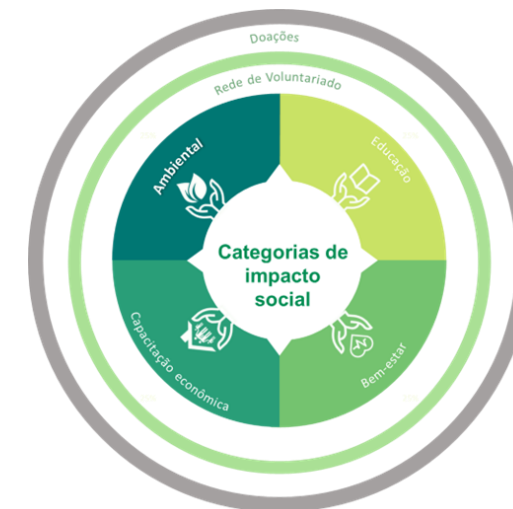 Doações
Rede de Voluntariado
Ambiental
Educação
Categorias de
impacto
social
Capacitação econômica
Bem-estar